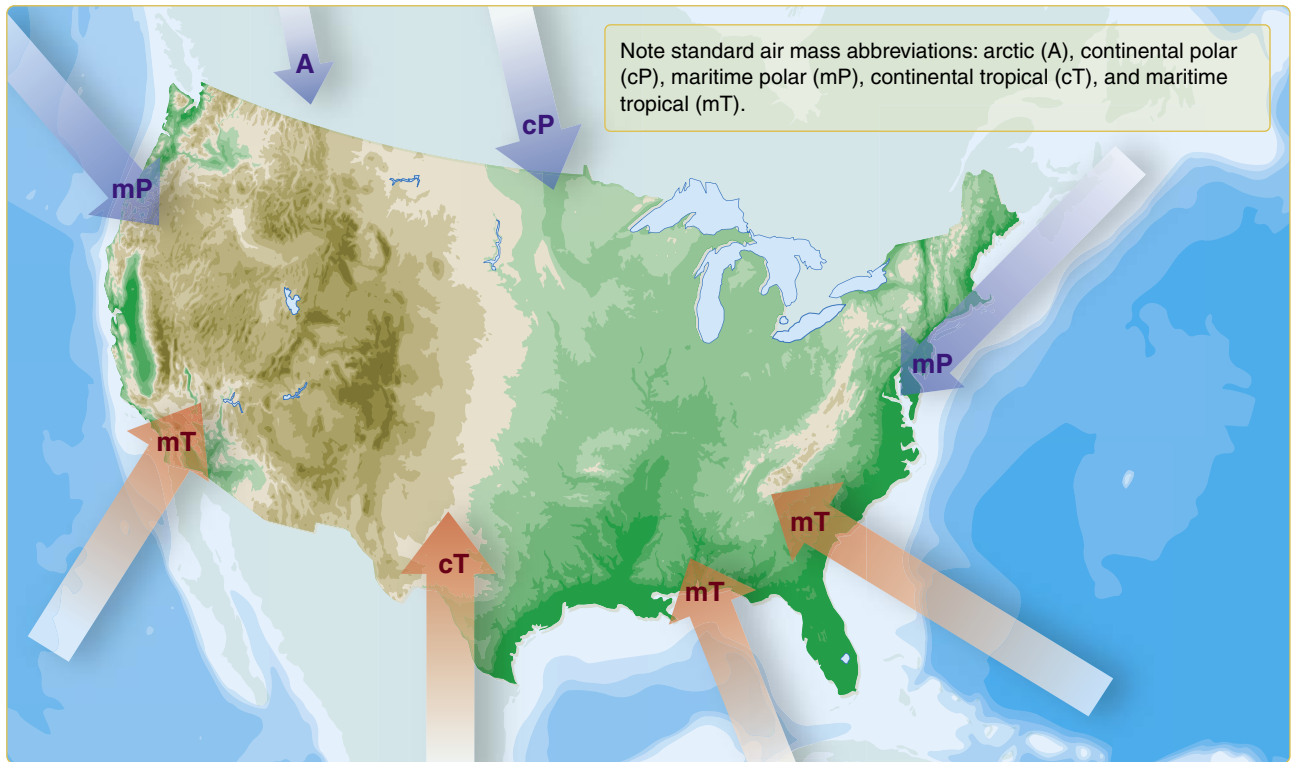 Note standard air mass abbreviations: arctic (A), continental polar
(cP), maritime polar (mP), continental tropical (cT), and maritime
tropical (mT).
A
cP
mP
mP
mT
mT
cT
mT